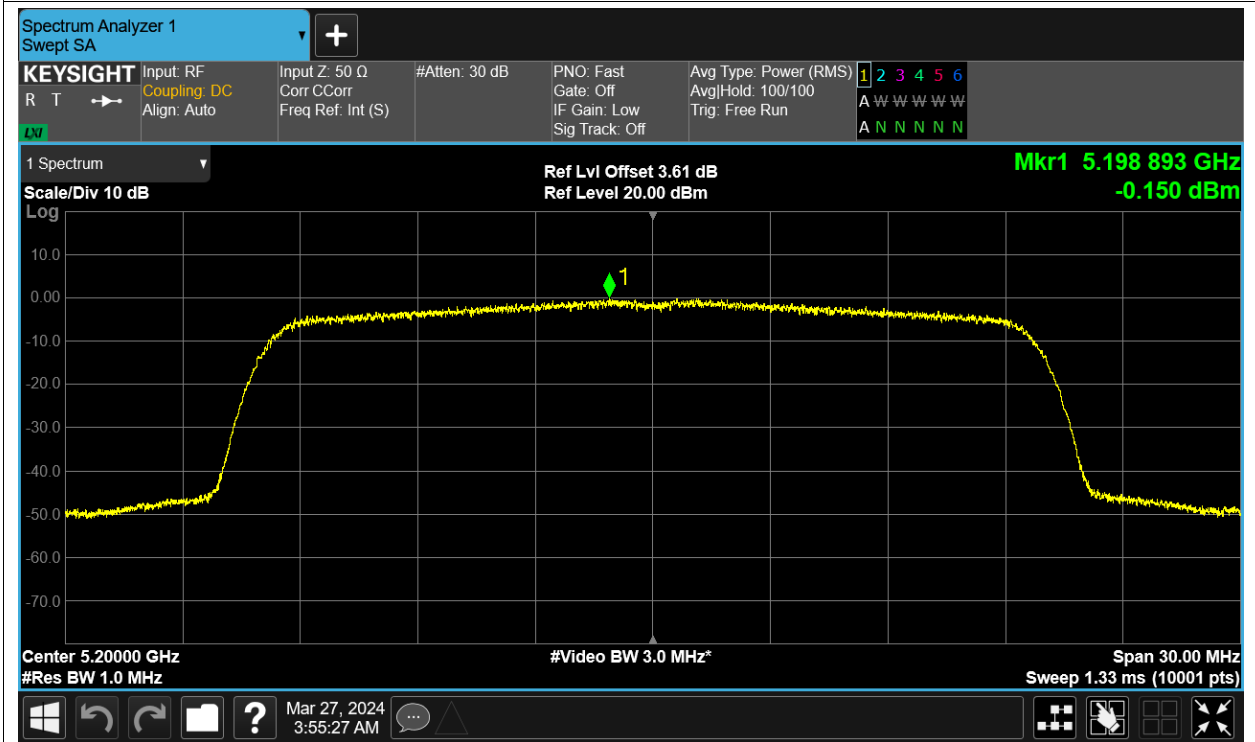 Spectrum Analyzer 1
Swept SA
+
KEYSIGHT
R T
LXI
Input: RF
Coupling: DC
Align: Auto
Input Z: 50 Ω
Corr CCorr
Freq Ref: Int (S)
#Atten: 30 dB
PNO: Fast
Gate: Off
IF Gain: Low
Sig Track: Off
Avg Type: Power (RMS)
Avg|Hold: 100/100
Trig: Free Run
1 2 3 4 5 6
A W W W W W
A N N N N N
1 Spectrum
Scale/Div 10 dB
Log
Ref Lvl Offset 3.61 dB
Ref Level 20.00 dBm
Mkr1 5.198 893 GHz
-0.150 dBm
1
10.0
0.00
-10.0
-20.0
-30.0
-40.0
-50.0
-60.0
-70.0
Center 5.20000 GHz
#Res BW 1.0 MHz
#Video BW 3.0 MHz*
Span 30.00 MHz
Sweep 1.33 ms (10001 pts)
?
Mar 27, 2024
3:55:27 AM